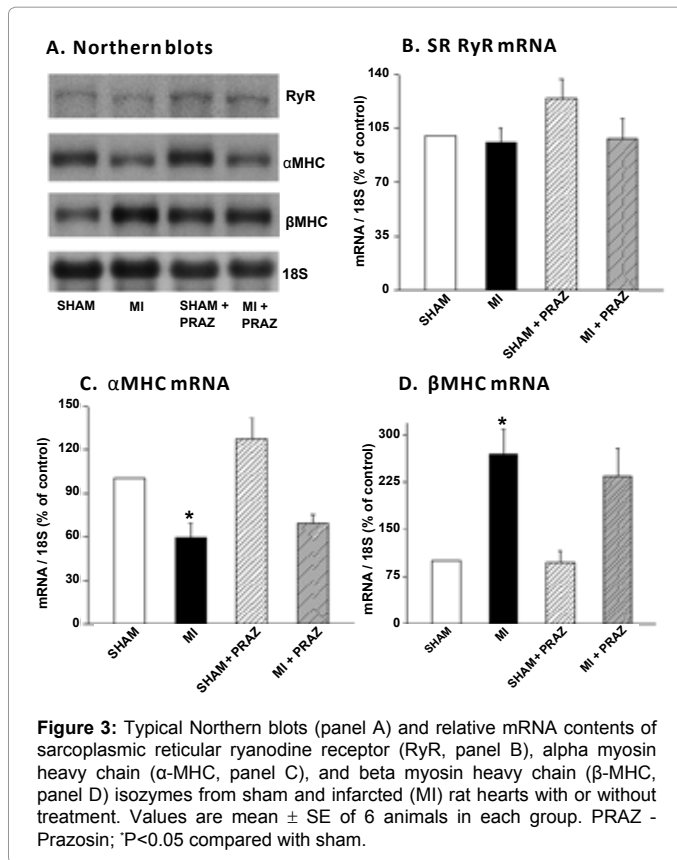 A. Northern blots
RyR
αMHC
βMHC
18S
SHAM MI SHAM + PRAZ MI + PRAZ
B. SR RyR mRNA
mRNA / 18S (% of control)
140
105
70
35
0
SHAM
MI
SHAM + PRAZ
MI + PRAZ
C. αMHC mRNA
mRNA / 18S (% of control)
150
120
90
60
30
0
*
SHAM
MI
SHAM + PRAZ
MI + PRAZ
D. βMHC mRNA
mRNA / 18S (% of control)
300
225
150
75
0
*
SHAM
MI
SHAM + PRAZ
MI + PRAZ
Figure 3: Typical Northern blots (panel A) and relative mRNA contents of
sarcoplasmic reticular ryanodine receptor (RyR, panel B), alpha myosin
heavy chain (α-MHC, panel C), and beta myosin heavy chain (β-MHC,
panel D) isozymes from sham and infarcted (MI) rat hearts with or without
treatment. Values are mean ± SE of 6 animals in each group. PRAZ -
Prazosin; *P<0.05 compared with sham.